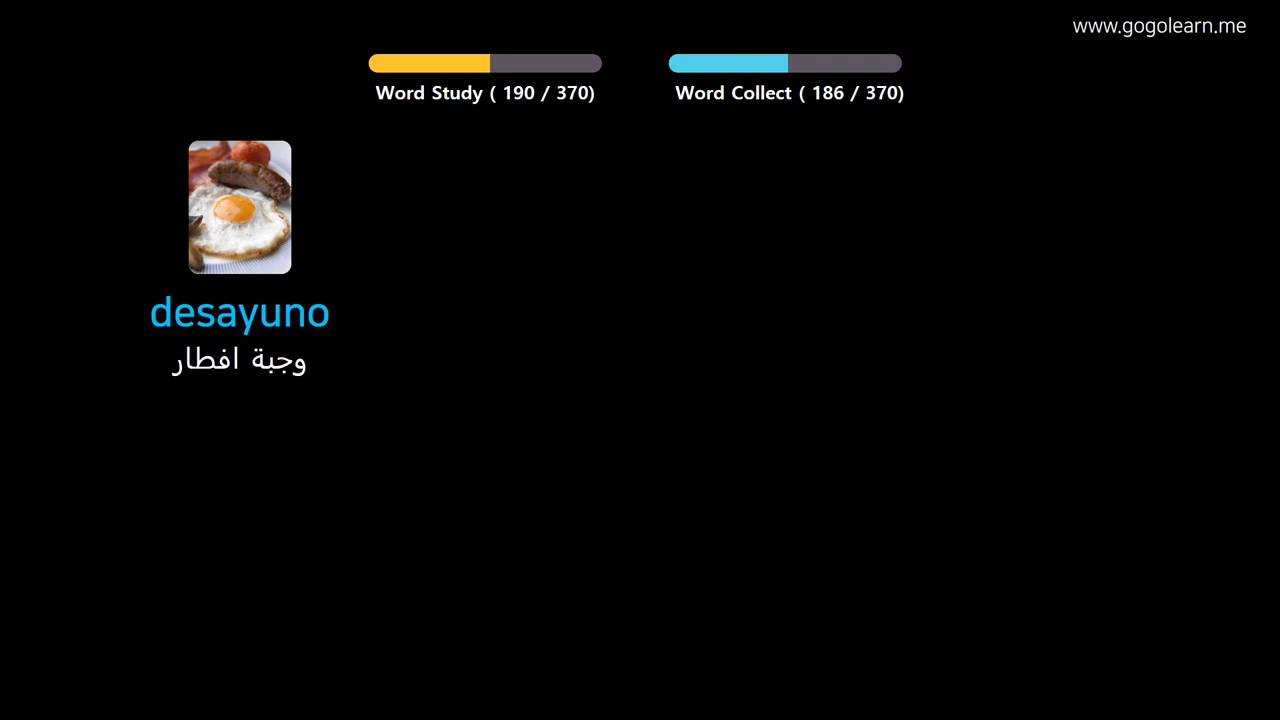 www.gogolearn.me
Word Study ( 190 / 370)
Word Collect ( 186 / 370)
desayuno
وجبة افطار